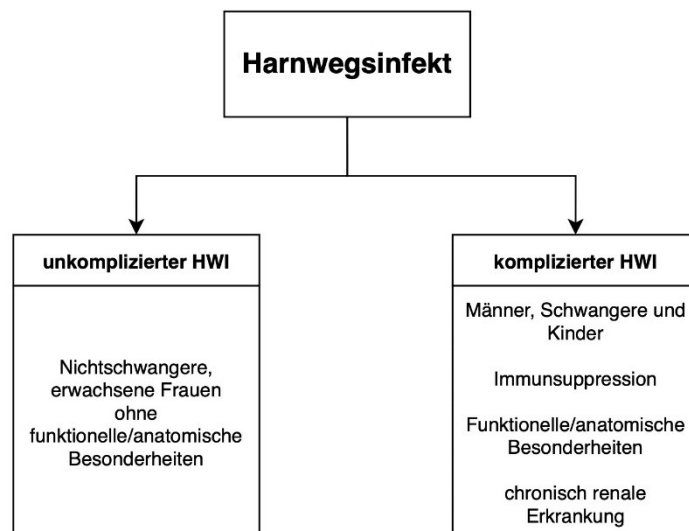 Harnwegsinfekt
unkomplizierter HWI
Nichtschwangere,
erwachsene Frauen
ohne
funktionelle/anatomische
Besonderheiten
komplizierter HWI
Männer, Schwangere und
Kinder
Immunsuppression
Funktionelle/anatomische
Besonderheiten
chronisch renale
Erkrankung